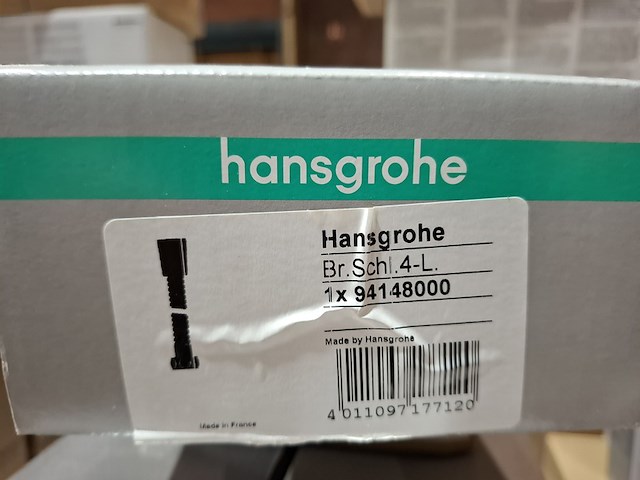 hansgrohe
Hansgrohe
Br.Schl.4-L.
1x 94148000
Made by Hansgrohe
4 011097 177120
Made in France